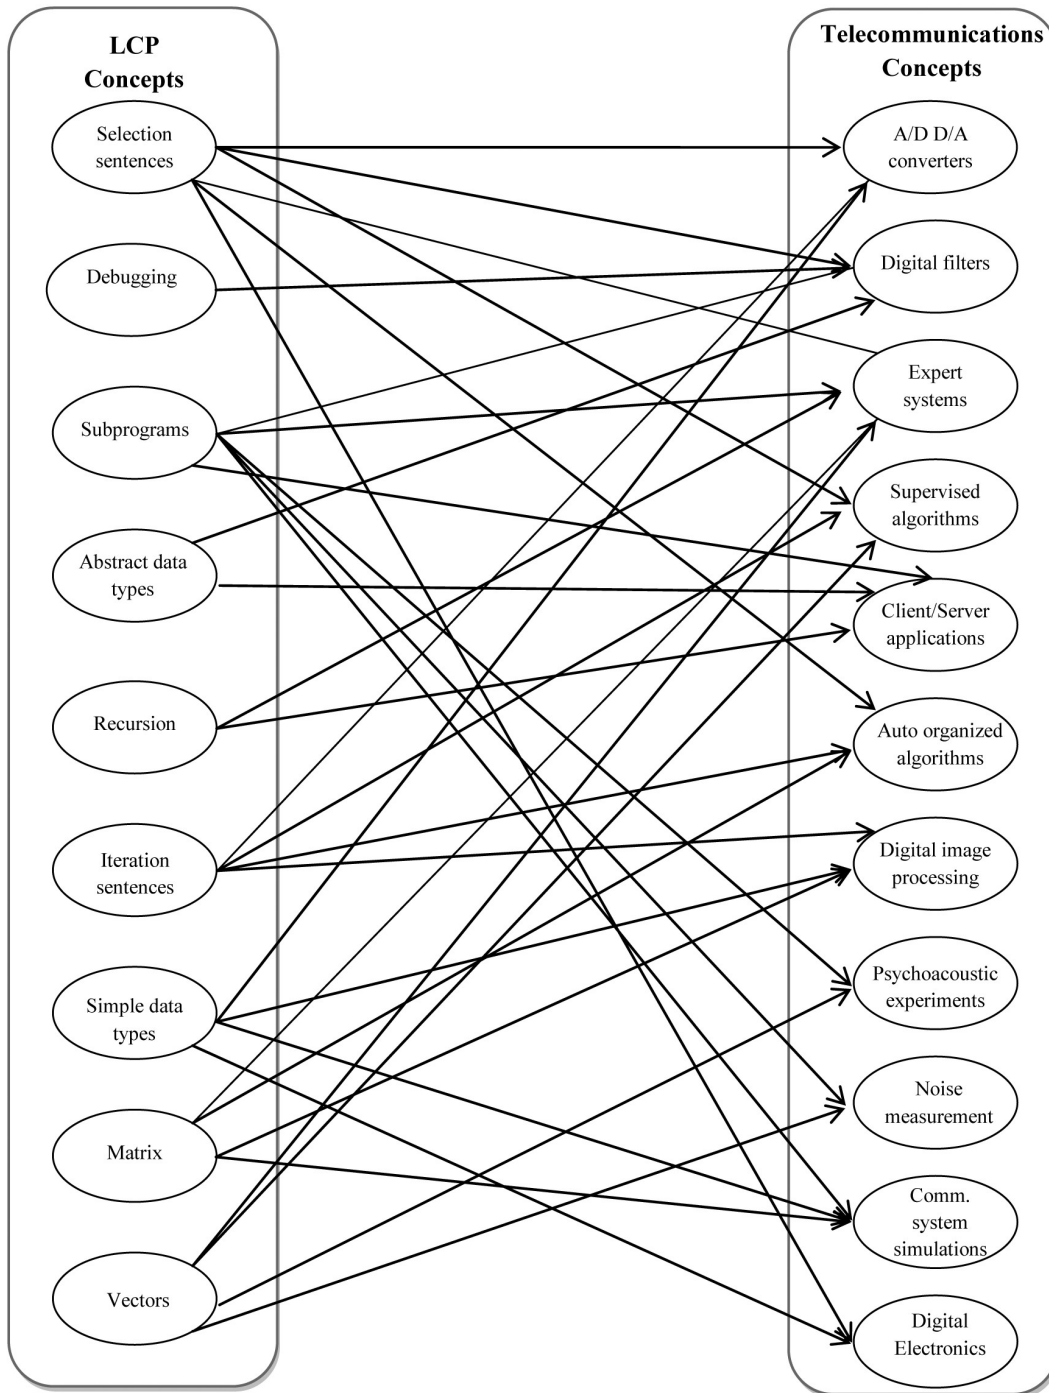 LCP
Concepts
Selection
sentences
Debugging
Subprograms
Abstract data
types
Recursion
Iteration
sentences
Simple data
types
Matrix
Vectors
Telecommunications
Concepts
A/D D/A
converters
Digital filters
Expert
systems
Supervised
algorithms
Client/Server
applications
Auto organized
algorithms
Digital image
processing
Psychoacoustic
experiments
Noise
measurement
Comm.
system
simulations
Digital
Electronics